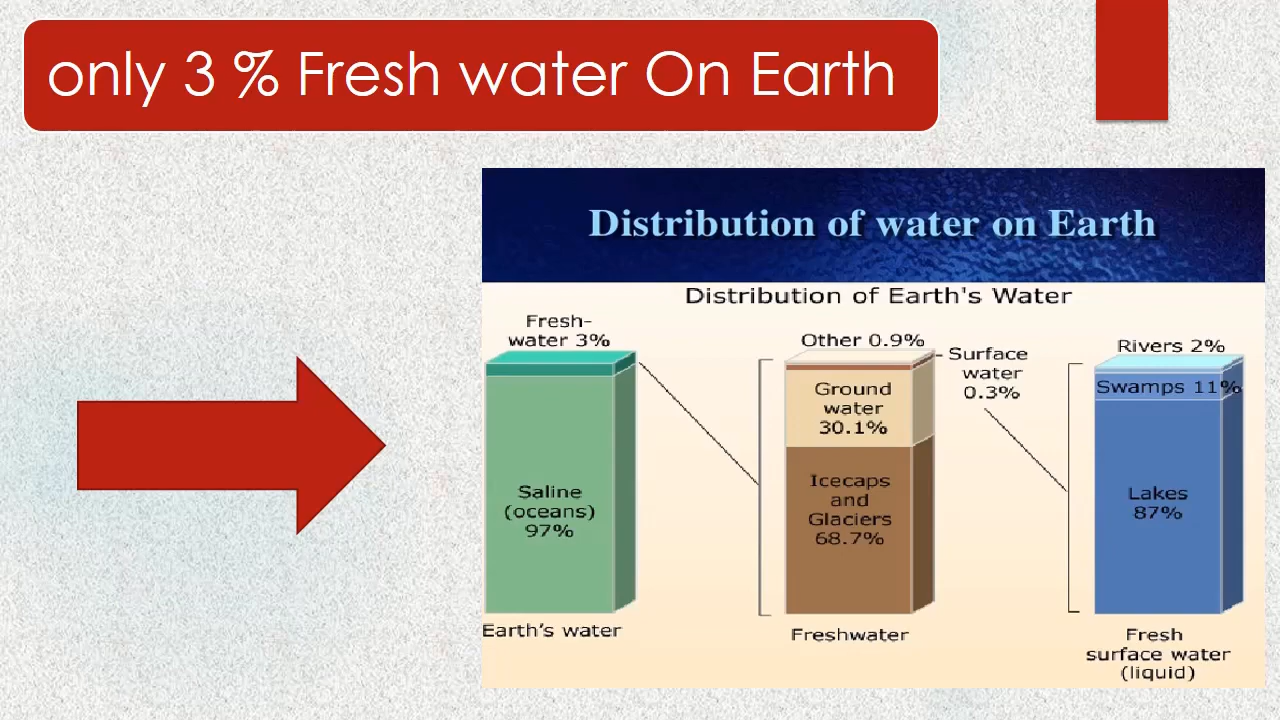 only 3 % Fresh water On Earth
Distribution of water on Earth
Distribution of Earth's Water
Fresh-
water 3%
Saline
(oceans)
97%
Earth’s water
Other 0.9%
Surface
water
0.3%
Ground
water
30.1%
Icecaps
and
Glaciers
68.7%
Freshwater
Rivers 2%
Swamps 11%
Lakes
87%
Fresh
surface water
(liquid)